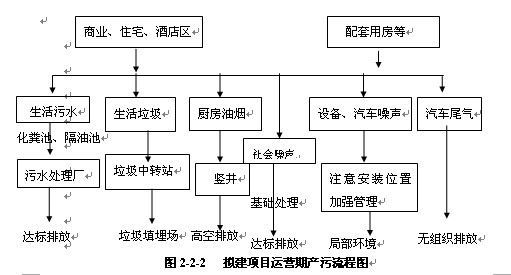 商业、住宅、酒店区
配套用房等
生活污水
生活垃圾
厨房油烟
设备、汽车噪声
汽车尾气
化粪池、隔油池
社会噪声
污水处理厂
垃圾中转站
竖井
注意安装位置
加强管理
基础处理
达标排放
垃圾填埋场
高空排放
达标排放
局部环境
无组织排放
图 2-2-2 拟建项目运营期产污流程图